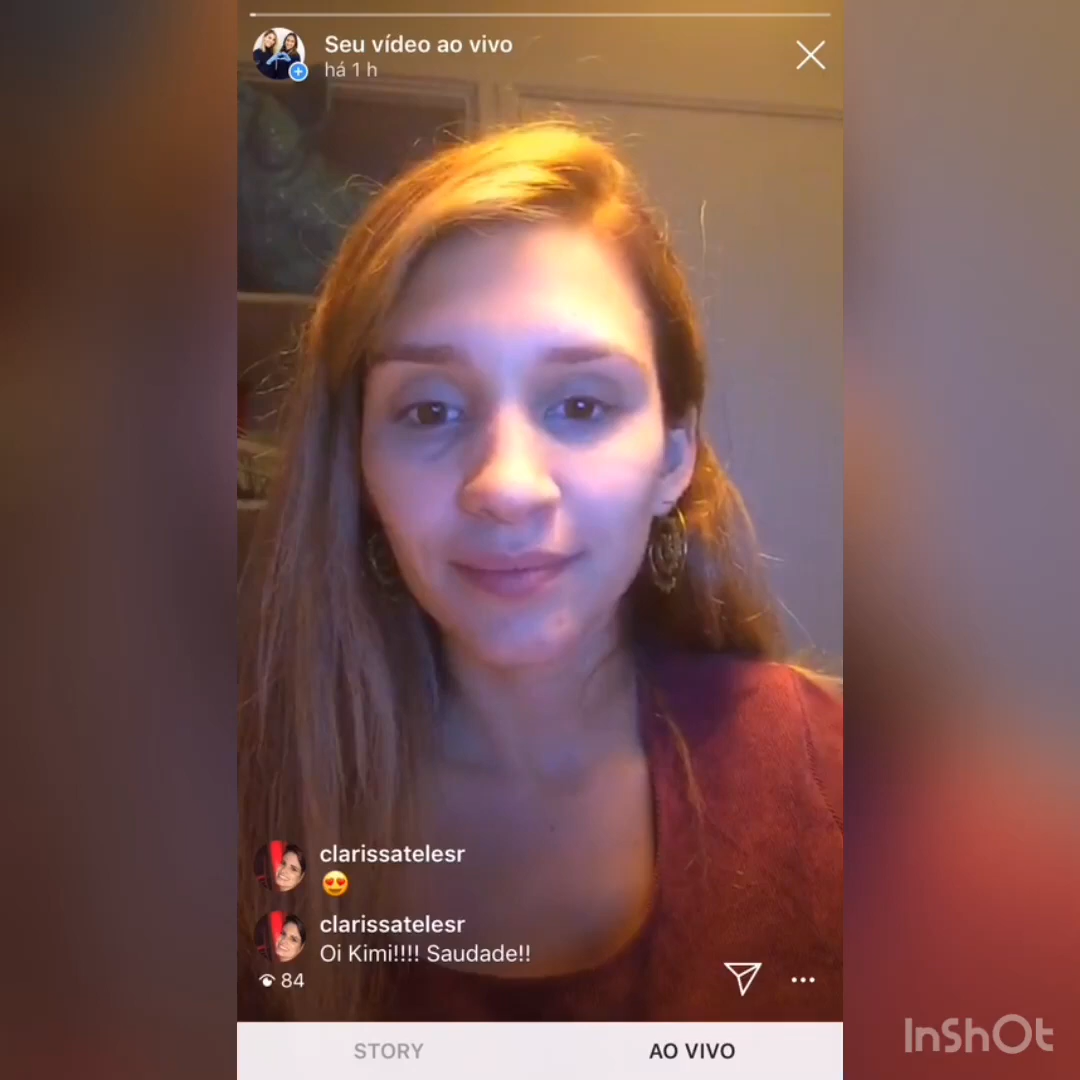 Seu vídeo ao vivo
há 1 h
clarissatelesr
😍
clarissatelesr
Oi Kimi!!!! Saudade!!
84
STORY
AO VIVO
InShOt